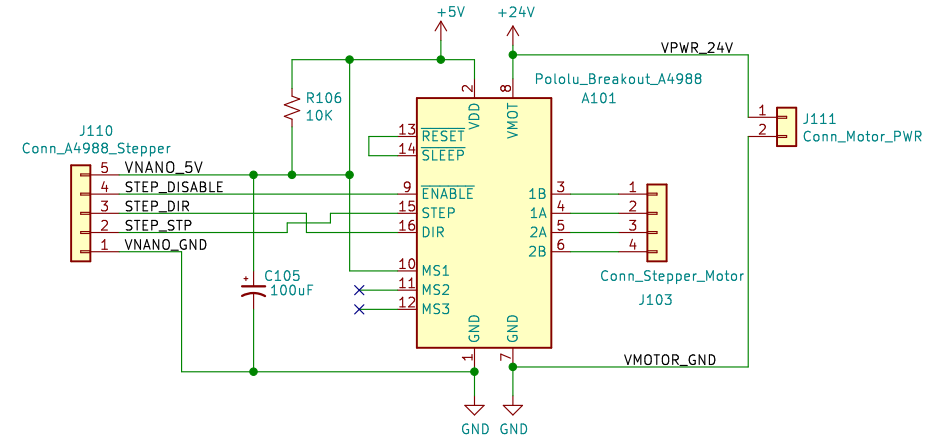 +5V
+24V
VPWR_24V
Pololu_Breakout_A4988
A101
R106
10K
2
8
VDD
VMOT
J111
1
2
Conn_Motor_PWR
J110
Conn_A4988_Stepper
13
RESET
14
SLEEP
5
VNANO_5V
4
STEP_DISABLE
9
ENABLE
1B
3
1
3
STEP_DIR
15
STEP
1A
4
2
2
STEP_STP
16
DIR
2A
5
3
1
VNANO_GND
2B
6
4
10
MS1
C105
100uF
11
MS2
12
MS3
Conn_Stepper_Motor
J103
GND
GND
1
7
VMOTOR_GND
GND
GND